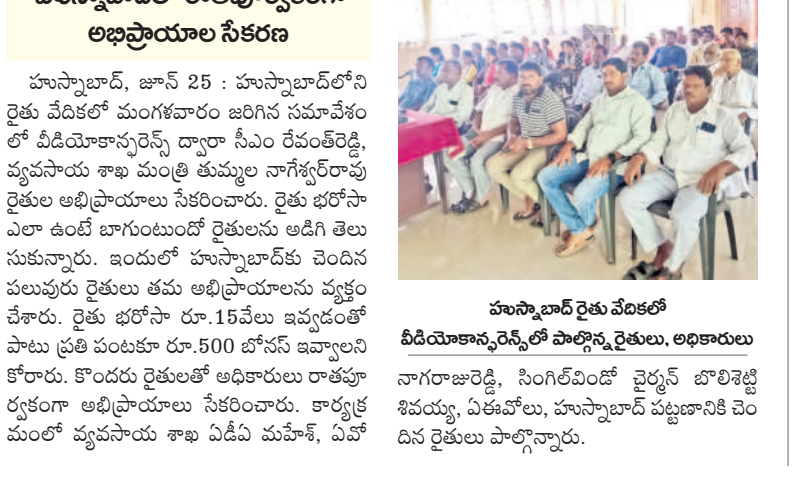 అభిప్రాయాల సేకరణ
హుస్నాబాద్, జూన్ 25 : హుస్నాబాద్‌లోని
రైతు వేదికలో మంగళవారం జరిగిన సమావేశం
లో వీడియోకాన్ఫరెన్స్ ద్వారా సీఎం రేవంత్‌రెడ్డి,
వ్యవసాయ శాఖ మంత్రి తుమ్మల నాగేశ్వర్‌రావు
రైతుల అభిప్రాయాలు సేకరించారు. రైతు భరోసా
ఎలా ఉంటే బాగుంటుందో రైతులను అడిగి తెలు
సుకున్నారు. ఇందులో హుస్నాబాద్‌కు చెందిన
పలువురు రైతులు తమ అభిప్రాయాలను వ్యక్తం
చేశారు. రైతు భరోసా రూ.15వేలు ఇవ్వడంతో
పాటు ప్రతి పంటకూ రూ.500 బోనస్ ఇవ్వాలని
కోరారు. కొందరు రైతులతో అధికారులు రాతపూ
ర్వకంగా అభిప్రాయాలు సేకరించారు. కార్యక్ర
మంలో వ్యవసాయ శాఖ ఏడీఏ మహేశ్, ఏవో
హుస్నాబాద్ రైతు వేదికలో
వీడియోకాన్ఫరెన్స్‌లో పాల్గొన్న రైతులు, అధికారులు
నాగరాజురెడ్డి, సింగిల్‌విండో చైర్మన్ బొలిశెట్టి
శివయ్య, ఏఈవోలు, హుస్నాబాద్ పట్టణానికి చెం
దిన రైతులు పాల్గొన్నారు.